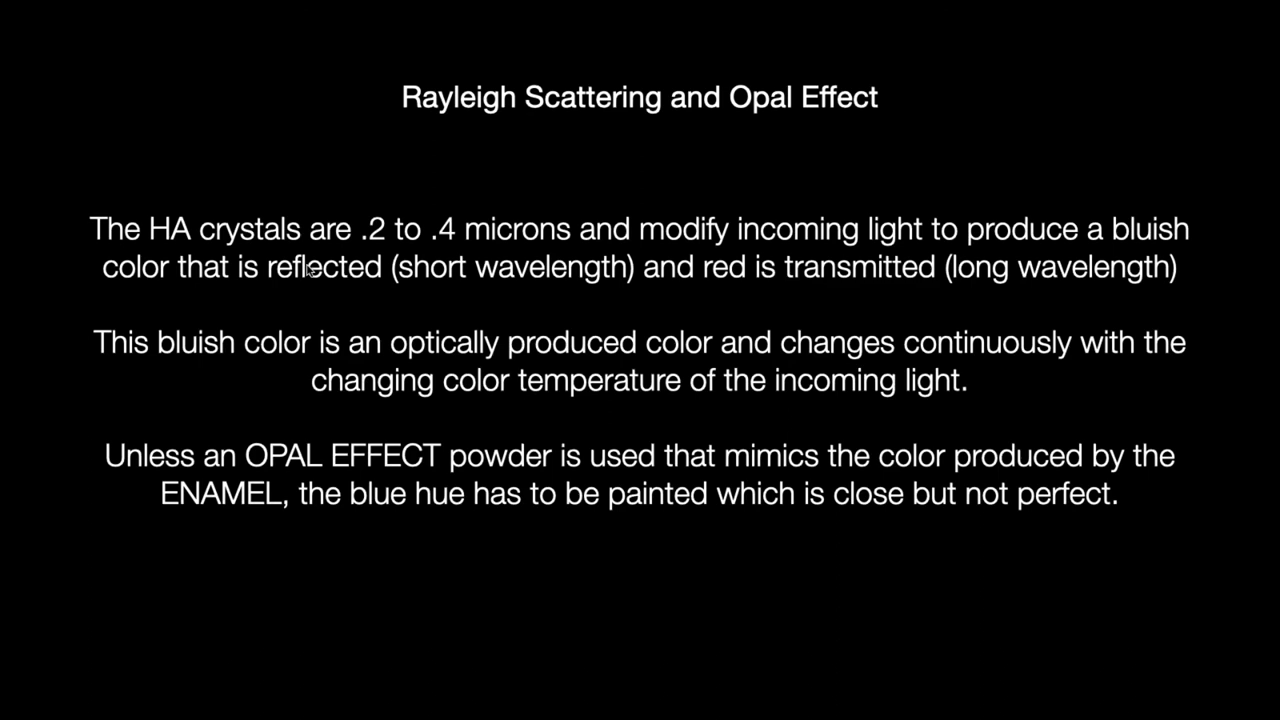 Rayleigh Scattering and Opal Effect
The HA crystals are .2 to .4 microns and modify incoming light to produce a bluish
color that is reflected (short wavelength) and red is transmitted (long wavelength)
This bluish color is an optically produced color and changes continuously with the
changing color temperature of the incoming light.
Unless an OPAL EFFECT powder is used that mimics the color produced by the
ENAMEL, the blue hue has to be painted which is close but not perfect.